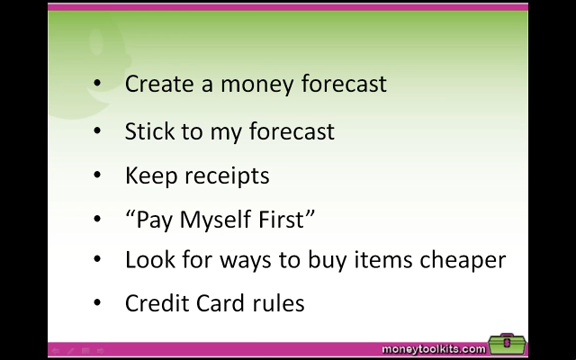 • Create a money forecast
• Stick to my forecast
• Keep receipts
• “Pay Myself First”
• Look for ways to buy items cheaper
• Credit Card rules
moneytoolkits.com